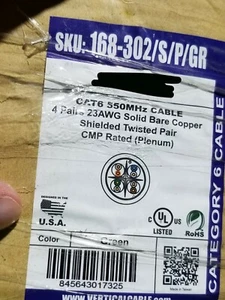 SKU: 168-302/S/P/GR
CAT6 550MHz CABLE
4 Pairs 23AWG Solid Bare Copper
Shielded Twisted Pair
CMP Rated (Plenum)
U.S.A.
C UL US
LISTED
RoHS
CATEGORY 6 CABLE
Color
Green
845643017325
WWW.VERTICALCABLE.COM